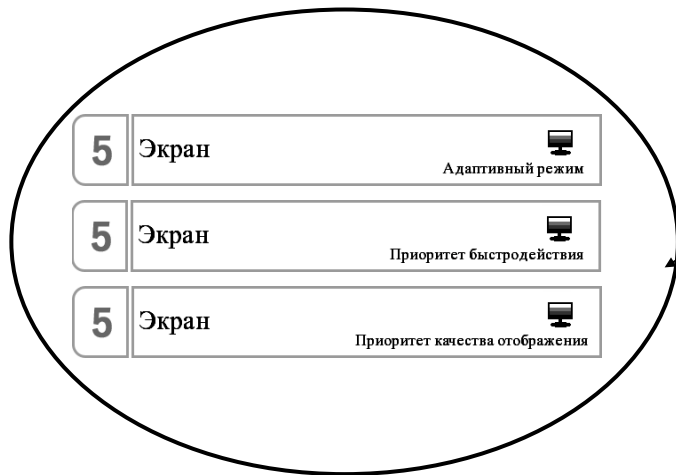 5 Экран
Адаптивный режим
5 Экран
Приоритет быстродействия
5 Экран
Приоритет качества отображения